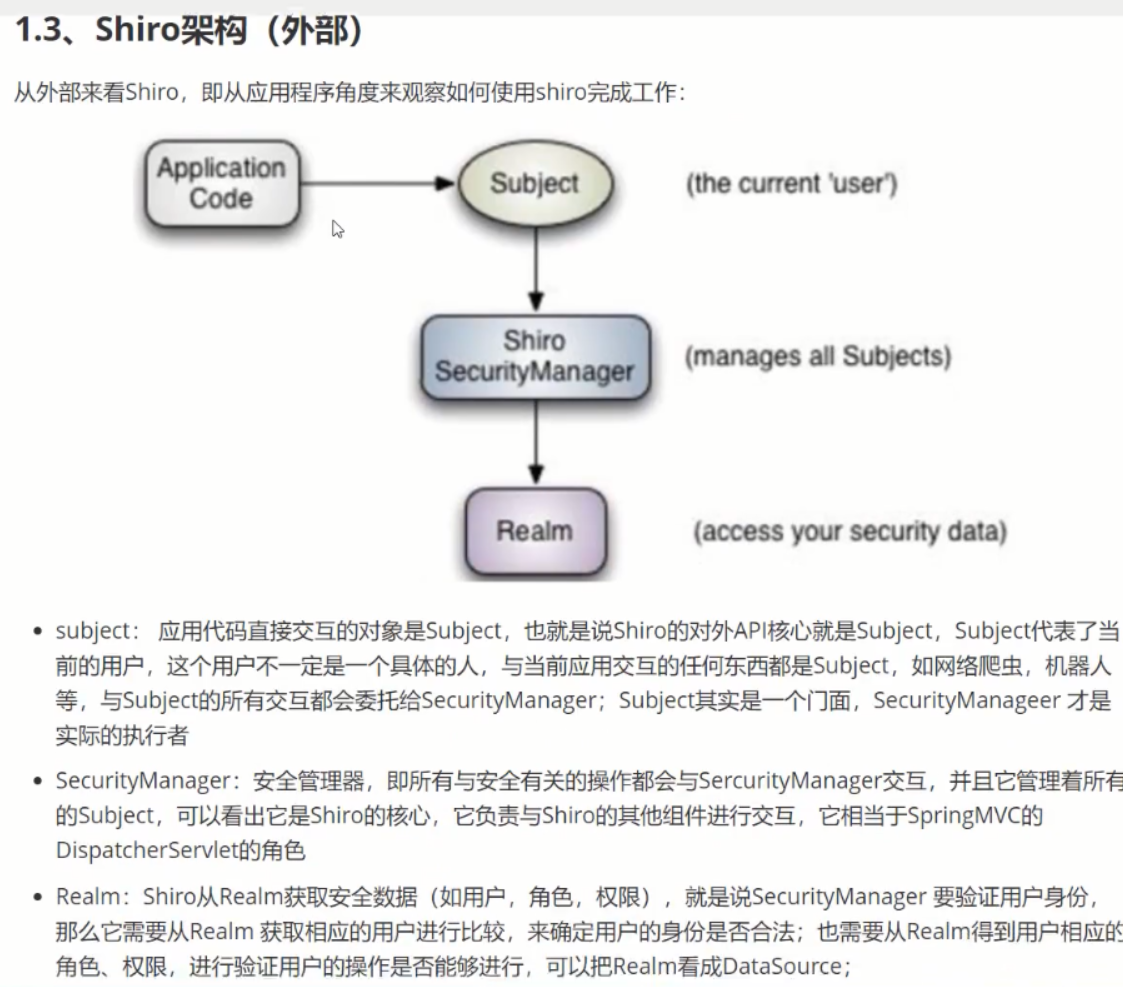 1.3、Shiro架构（外部）
从外部来看Shiro，即从应用程序角度来观察如何使用shiro完成工作：
Application
Code
Subject
(the current 'user')
Shiro
SecurityManager
(manages all Subjects)
Realm
(access your security data)
• subject： 应用代码直接交互的对象是Subject，也就是说Shiro的对外API核心就是Subject，Subject代表了当
前的用户，这个用户不一定是一个具体的人，与当前应用交互的任何东西都是Subject，如网络爬虫，机器人
等，与Subject的所有交互都会委托给SecurityManager；Subject其实是一个门面，SecurityManageer 才是
实际的执行者
• SecurityManager：安全管理器，即所有与安全有关的操作都会与SercurityManager交互，并且它管理着所有
的Subject，可以看出它是Shiro的核心，它负责与Shiro的其他组件进行交互，它相当于SpringMVC的
DispatcherServlet的角色
• Realm：Shiro从Realm获取安全数据（如用户，角色，权限），就是说SecurityManager 要验证用户身份，
那么它需要从Realm 获取相应的用户进行比较，来确定用户的身份是否合法；也需要从Realm得到用户相应的
角色、权限，进行验证用户的操作是否能够进行，可以把Realm看成DataSource；